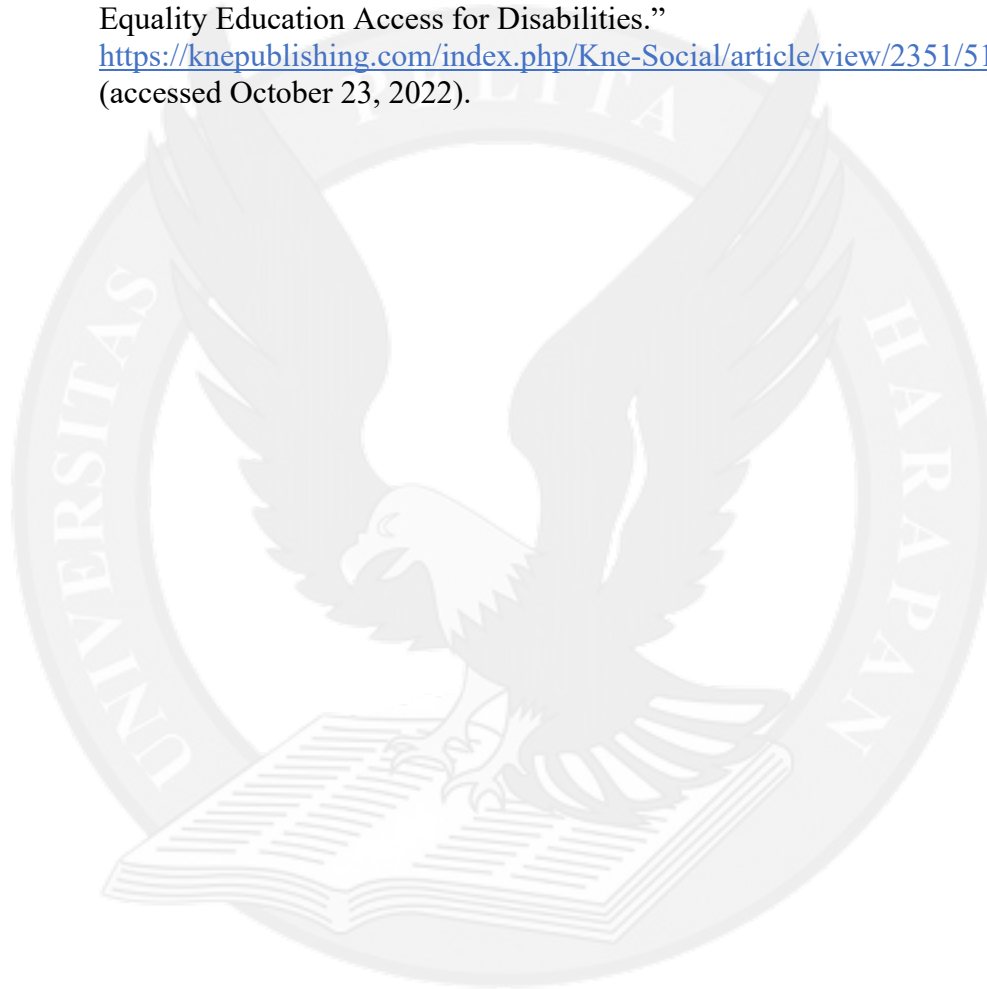 Equality Education Access for Disabilities.”
https://knepublishing.com/index.php/Kne-Social/article/view/2351/51
(accessed October 23, 2022).
UNIVERSITAS PELITA HARAPAN